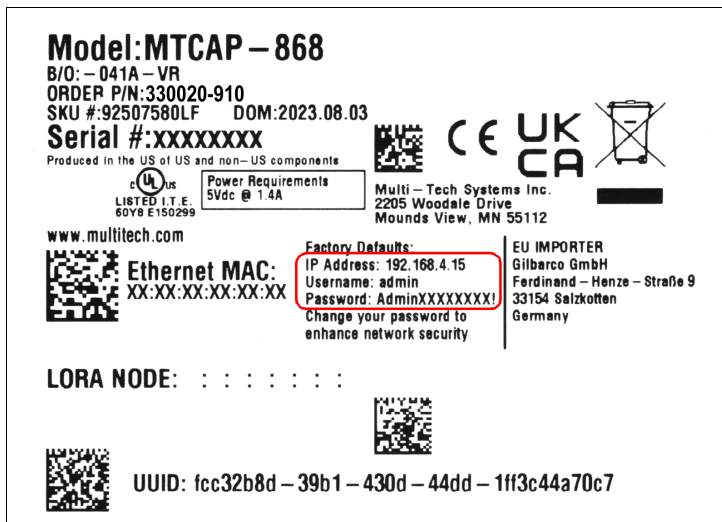 Model:MTCAP-868
B/O:-041A-VR
ORDER P/N:330020-910
SKU #:92507580LF DOM:2023.08.03
Serial #:XXXXXXXX
Produced in the US of US and non-US components
CE
UK
CA
c UL us
LISTED I.T.E.
60Y8 E150299
Power Requirements
5Vdc @ 1.4A
Multi-Tech Systems Inc.
2205 Woodale Drive
Mounds View, MN 55112
www.multitech.com
Ethernet MAC:
XX:XX:XX:XX:XX:XX
Factory Defaults:
IP Address: 192.168.4.15
Username: admin
Password: AdminXXXXXXXX!
Change your password to
enhance network security
EU IMPORTER
Gilbarco GmbH
Ferdinand-Henze-Straße 9
33154 Salzkotten
Germany
LORA NODE: : : : : : : :
UUID: fcc32b8d-39b1-430d-44dd-1ff3c44a70c7